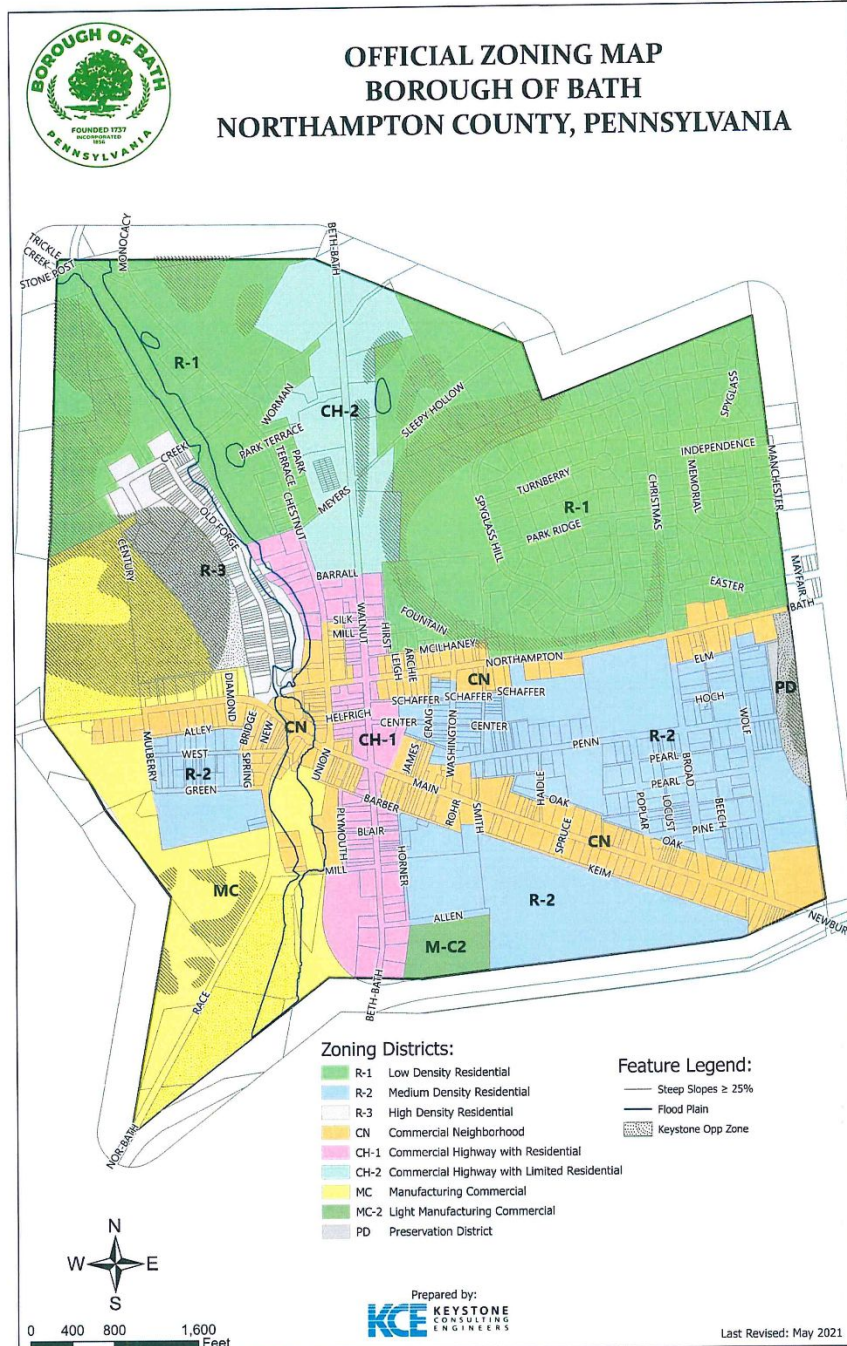 BOROUGH OF BATH
FOUNDED 1737
INCORPORATED
1856
PENNSYLVANIA
OFFICIAL ZONING MAP
BOROUGH OF BATH
NORTHAMPTON COUNTY, PENNSYLVANIA
TRICKLE
CREEK
STONE POST
MONOCACY
BETH-BATH
R-1
WORMAN
CH-2
SLEEPY HOLLOW
SPYGLASS
PARK TERRACE
PARK
TERRACE
CREEK
INDEPENDENCE
MANCHESTER
MEMORIAL
TURNBERRY
CHRISTMAS
SPYGLASS HILL
R-1
PARK RIDGE
MEYERS
CHESTNUT
OLD FORGE
CENTURY
R-3
BARRALL
EASTER
MAYFAIR
BATH
FOUNTAIN
SILK
MILL
WALNUT
HIRST
LEIGH
ARCHIE
MCILHANEY
NORTHAMPTON
ELM
CN
SCHAFFER
SCHAFFER
SCHAFFER
PD
DIAMOND
HOCH
WOLF
HELFRICH
CENTER
CRAIG
WASHINGTON
CENTER
ALLEY
BRIDGE
NEW
CN
CH-1
R-2
PENN
MULBERRY
WEST
R-2
GREEN
SPRING
UNION
JAMES
MAIN
PEARL
PEARL
BROAD
BARBER
ROHR
SMITH
HAIDLE
OAK
POPLAR
LOCUST
BEECH
PINE
OAK
PLYMOUTH
BLAIR
HORNER
SPRUCE
CN
KEIM
MILL
MC
R-2
ALLEN
M-C2
NEWBUR
RACE
BETH-BATH
NOR-BATH
Zoning Districts:
R-1 Low Density Residential
R-2 Medium Density Residential
R-3 High Density Residential
CN Commercial Neighborhood
CH-1 Commercial Highway with Residential
CH-2 Commercial Highway with Limited Residential
MC Manufacturing Commercial
MC-2 Light Manufacturing Commercial
PD Preservation District
Feature Legend:
Steep Slopes ≥ 25%
Flood Plain
Keystone Opp Zone
N
W E
S
0 400 800 1,600
Feet
Prepared by:
KCE KEYSTONE
CONSULTING
ENGINEERS
Last Revised: May 2021